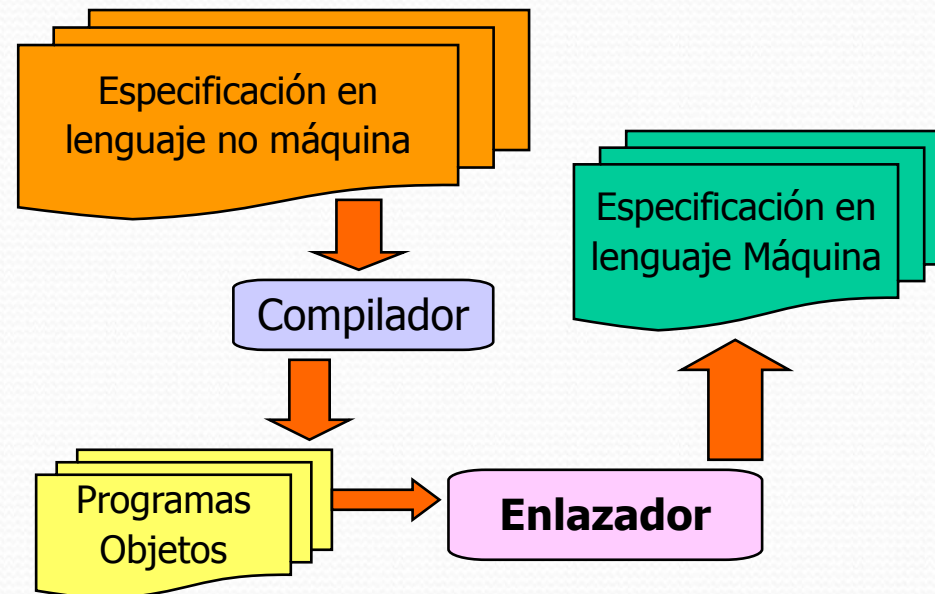 Especificación en
lenguaje no máquina
Compilador
Programas
Objetos
Enlazador
Especificación en
lenguaje Máquina